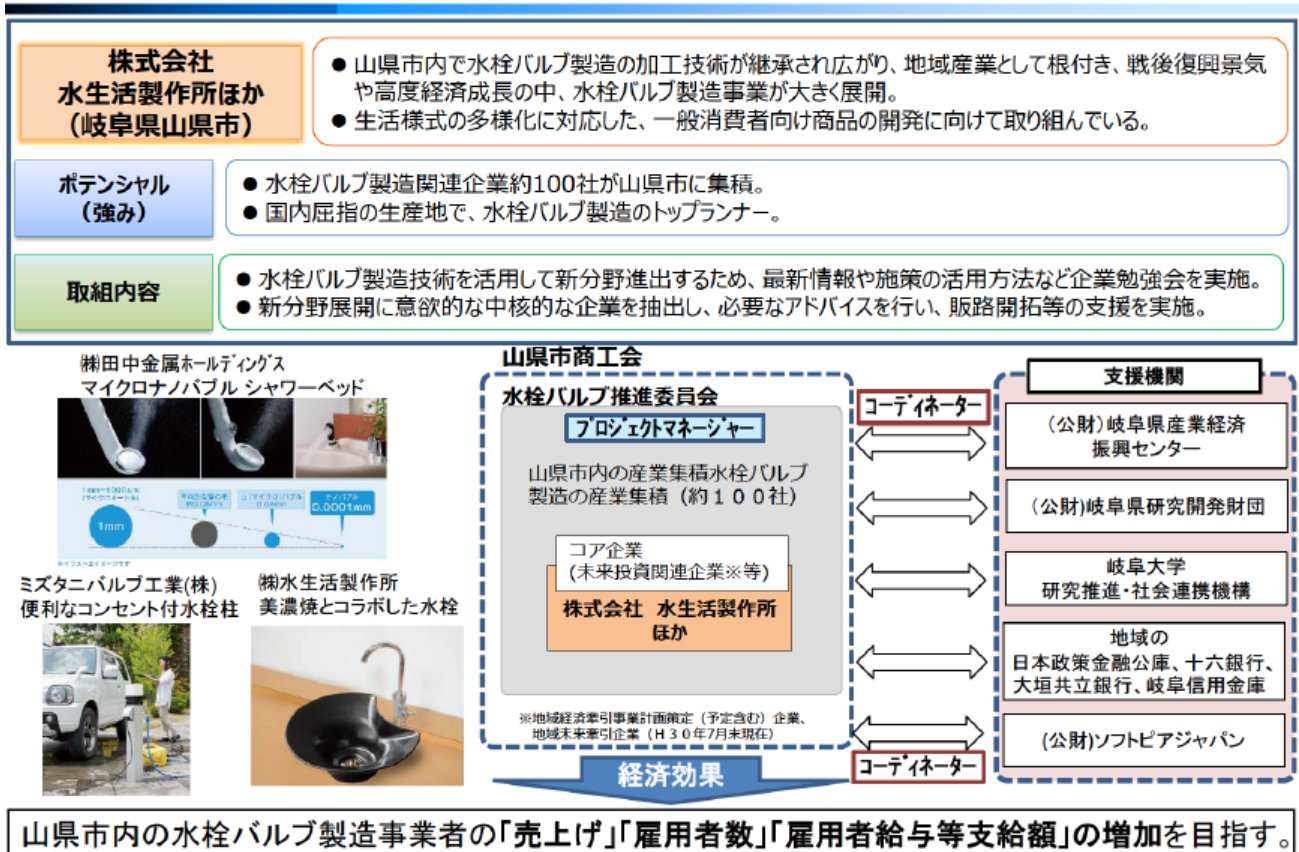 株式会社
水生活製作所ほか
（岐阜県山県市）
● 山県市内で水栓バルブ製造の加工技術が継承され広がり、地域産業として根付き、戦後復興景気
や高度経済成長の中、水栓バルブ製造事業が大きく展開。
● 生活様式の多様化に対応した、一般消費者向け商品の開発に向けて取り組んでいる。
ポテンシャル
（強み）
● 水栓バルブ製造関連企業約100社が山県市に集積。
● 国内屈指の生産地で、水栓バルブ製造のトップランナー。
取組内容
● 水栓バルブ製造技術を活用して新分野進出するため、最新情報や施策の活用方法など企業勉強会を実施。
● 新分野展開に意欲的な中核的な企業を抽出し、必要なアドバイスを行い、販路開拓等の支援を実施。
㈱田中金属ホールディングス
マイクロナノバブル シャワーベッド
1mm
0.0001mm
ミズタニバルブ工業(株)
便利なコンセント付水栓柱
㈱水生活製作所
美濃焼とコラボした水栓
山県市商工会
水栓バルブ推進委員会
プロジェクトマネージャー
山県市内の産業集積水栓バルブ
製造の産業集積（約１００社）
コア企業
(未来投資関連企業※等)
株式会社 水生活製作所
ほか
※地域経済牽引事業計画策定（予定含む）企業、
地域未来牽引企業（Ｈ３０年7月末現在）
コーディネーター
コーディネーター
支援機関
（公財）岐阜県産業経済
振興センター
（公財)岐阜県研究開発財団
岐阜大学
研究推進・社会連携機構
地域の
日本政策金融公庫、十六銀行、
大垣共立銀行、岐阜信用金庫
(公財)ソフトピアジャパン
経済効果
山県市内の水栓バルブ製造事業者の「売上げ」「雇用者数」「雇用者給与等支給額」の増加を目指す。